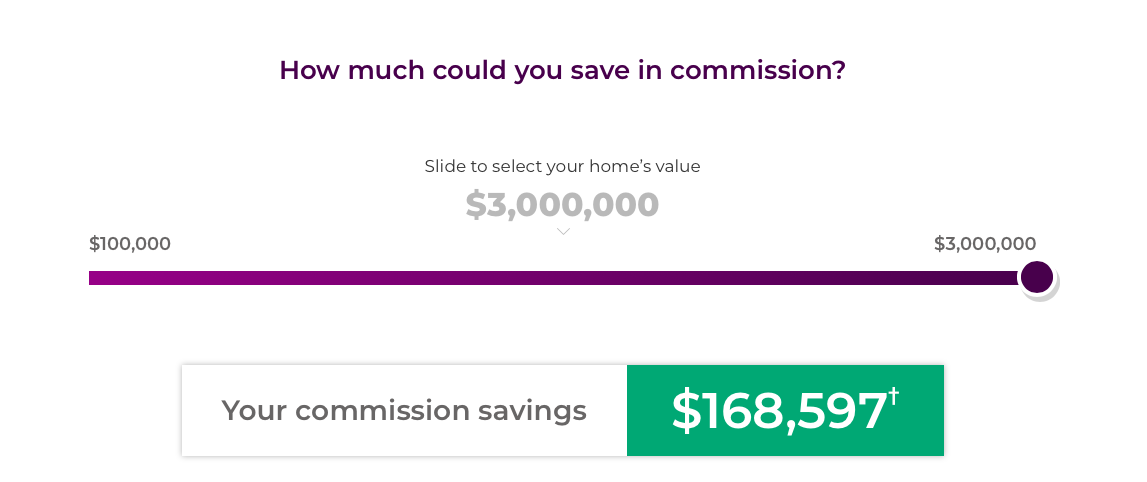 How much could you save in commission?
Slide to select your home’s value
$3,000,000
$100,000
$3,000,000
Your commission savings
$168,597†